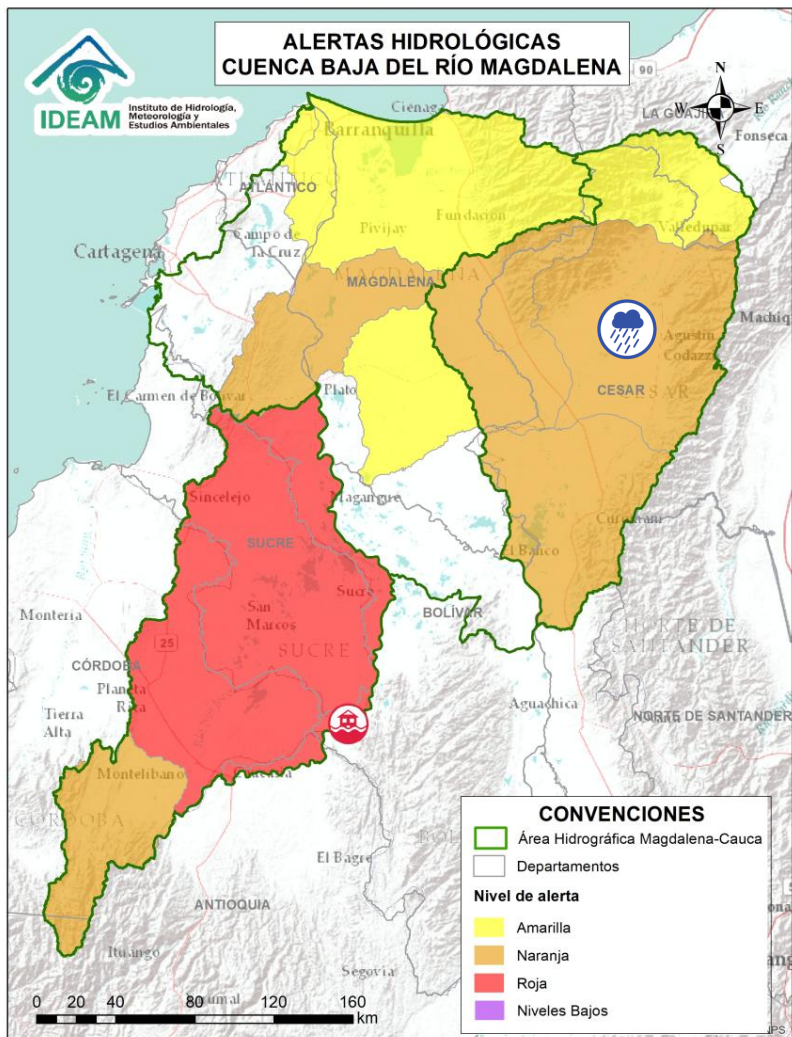 ALERTAS HIDROLÓGICAS
CUENCA BAJA DEL RÍO MAGDALENA
IDEAM
Instituto de Hidrología,
Meteorología y
Estudios Ambientales
N
W
E
S
90
Ciénaga
LA GUAJIRA
Barranquilla
Fonseca
ATLÁNTICO
Fundación
Pivijay
Valledupar
Cartagena
Campo de
la Cruz
MAGDALENA
MAGDALENA
Agustín
Codazzi
CESAR
CESAR
El Carmen de Bolívar
Plato
Sincelejo
Magangué
SUCRE
El Banco
Sucre
San
Marcos
BOLÍVAR
SUCRE
Montería
25
CÓRDOBA
Planeta
Rica
Tierra
Alta
NORTE DE
SANTANDER
Aguachica
NORTE DE SANTANDER
Montelíbano
El Bagre
ANTIOQUIA
Ituango
Segovia
CONVENCIONES
Área Hidrográfica Magdalena-Cauca
Departamentos
Nivel de alerta
Amarilla
Naranja
Roja
Niveles Bajos
0 20 40 80 120 160
km